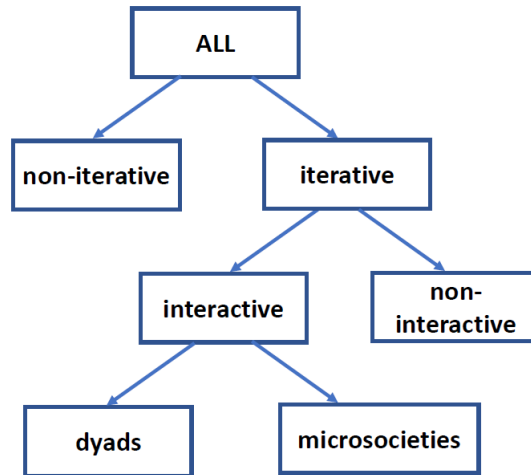 ALL
non-iterative
iterative
interactive
non-
interactive
dyads
microsocieties